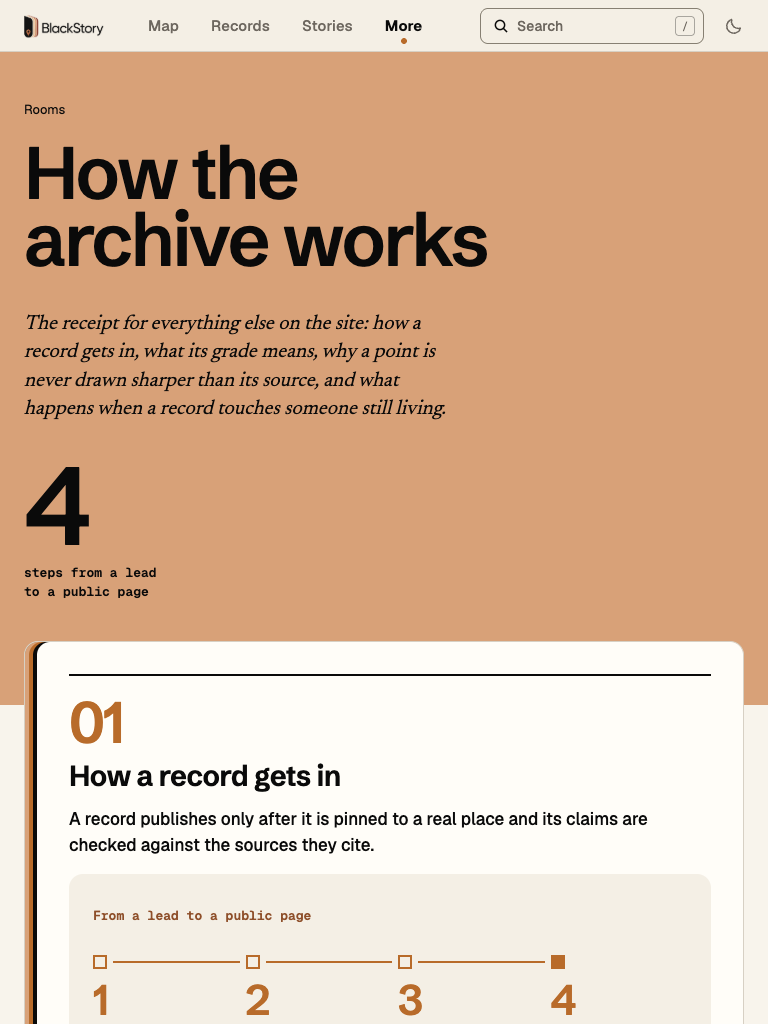 BlackStory
Map
Records
Stories
More
Search
/
Rooms
How the
archive works
The receipt for everything else on the site: how a
record gets in, what its grade means, why a point is
never drawn sharper than its source, and what
happens when a record touches someone still living.
4
steps from a lead
to a public page
01
How a record gets in
A record publishes only after it is pinned to a real place and its claims are
checked against the sources they cite.
From a lead to a public page
1
2
3
4